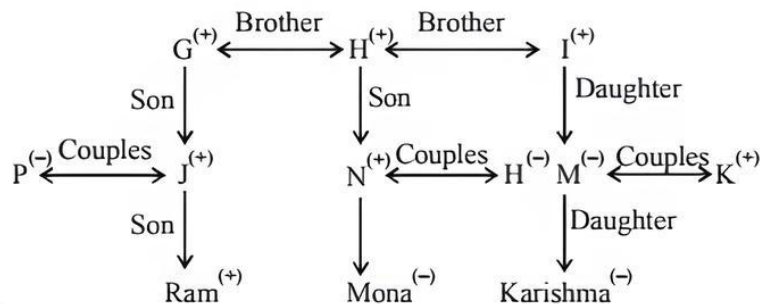 G(+) Brother H(+) Brother I(+)
Son Son Daughter
P(-) Couples J(+) N(+) Couples H(-) M(-) Couples K(+)
Son Daughter
Ram(+) Mona(-) Karishma(-)